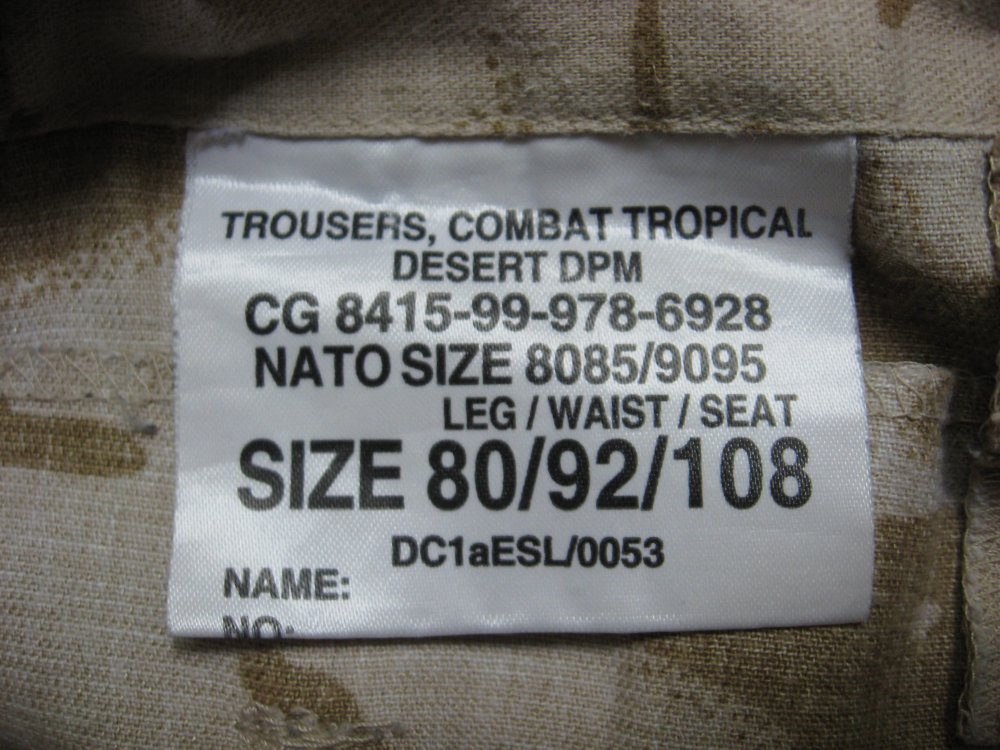 TROUSERS, COMBAT TROPICAL
DESERT DPM
CG 8415-99-978-6928
NATO SIZE 8085/9095
LEG / WAIST / SEAT
SIZE 80/92/108
DC1aESL/0053
NAME:
NO: